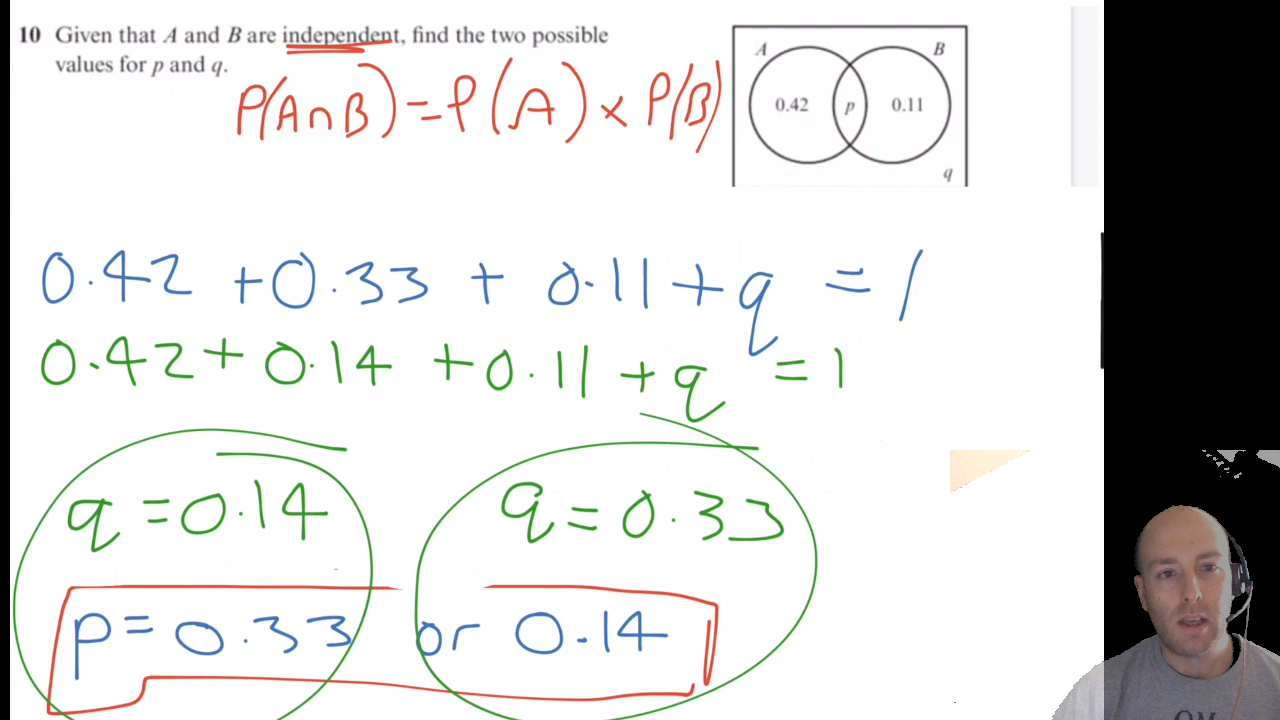 10 Given that A and B are independent, find the two possible
values for p and q.
P(A∩B) = P(A) × P(B)
A B
0.42 p 0.11
q
0.42 + 0.33 + 0.11 + q = 1
0.42 + 0.14 + 0.11 + q = 1
q = 0.14 q = 0.33
p = 0.33 or 0.14